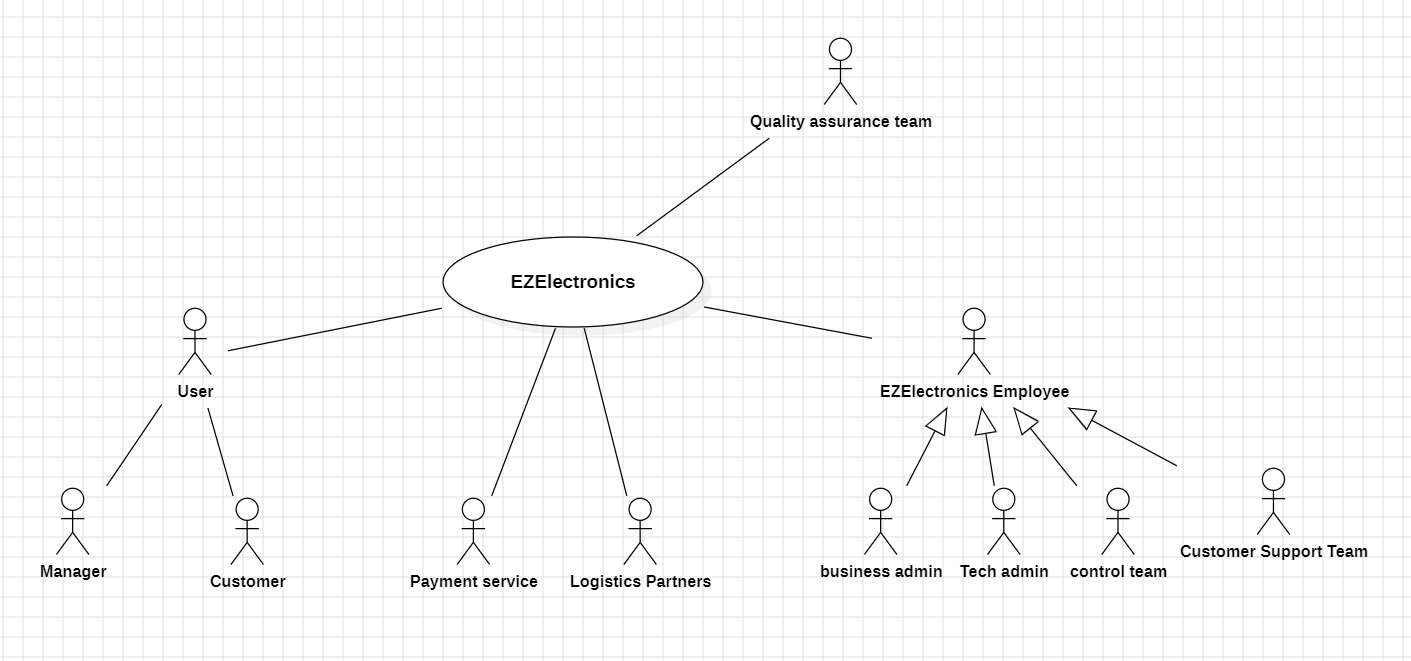 Quality assurance team
EZElectronics
User
EZElectronics Employee
Manager
Customer
Payment service
Logistics Partners
business admin
Tech admin
control team
Customer Support Team